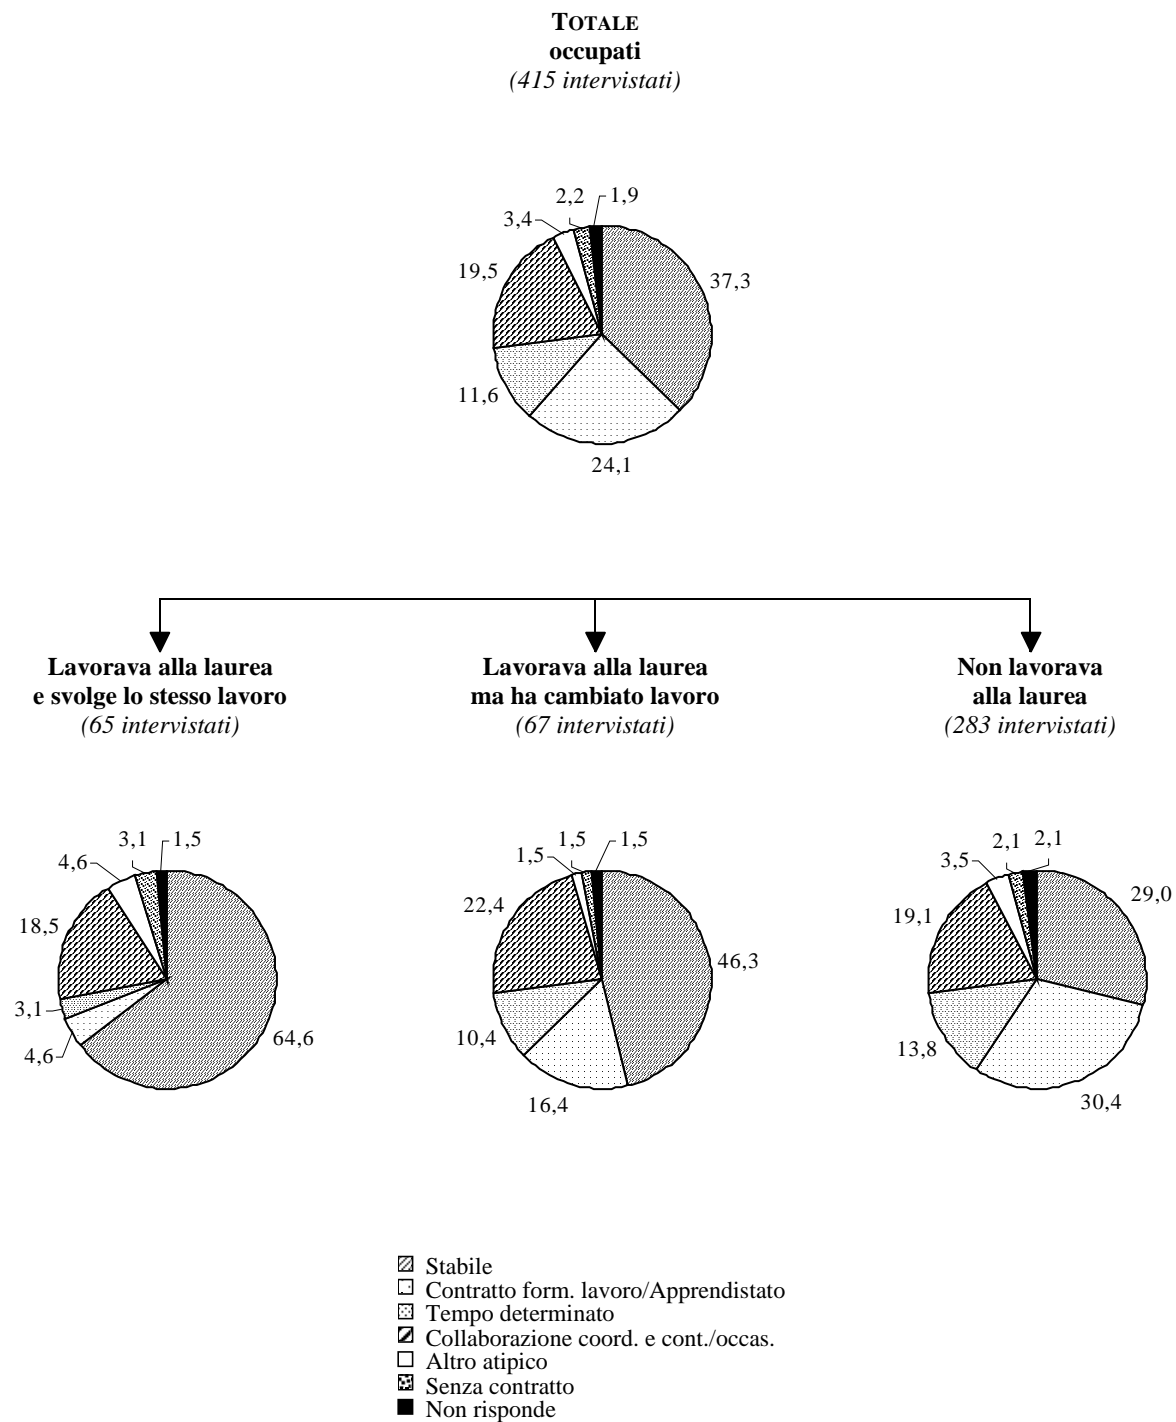 TOTALE
occupati
(415 intervistati)
2,2
1,9
3,4
19,5
37,3
11,6
24,1
Lavorava alla laurea
e svolge lo stesso lavoro
(65 intervistati)
Lavorava alla laurea
ma ha cambiato lavoro
(67 intervistati)
Non lavorava
alla laurea
(283 intervistati)
3,1
1,5
4,6
18,5
3,1
4,6
64,6
1,5
1,5
1,5
22,4
46,3
10,4
16,4
2,1
2,1
3,5
29,0
19,1
13,8
30,4
Stabile
Contratto form. lavoro/Apprendistato
Tempo determinato
Collaborazione coord. e cont./occas.
Altro atipico
Senza contratto
Non risponde